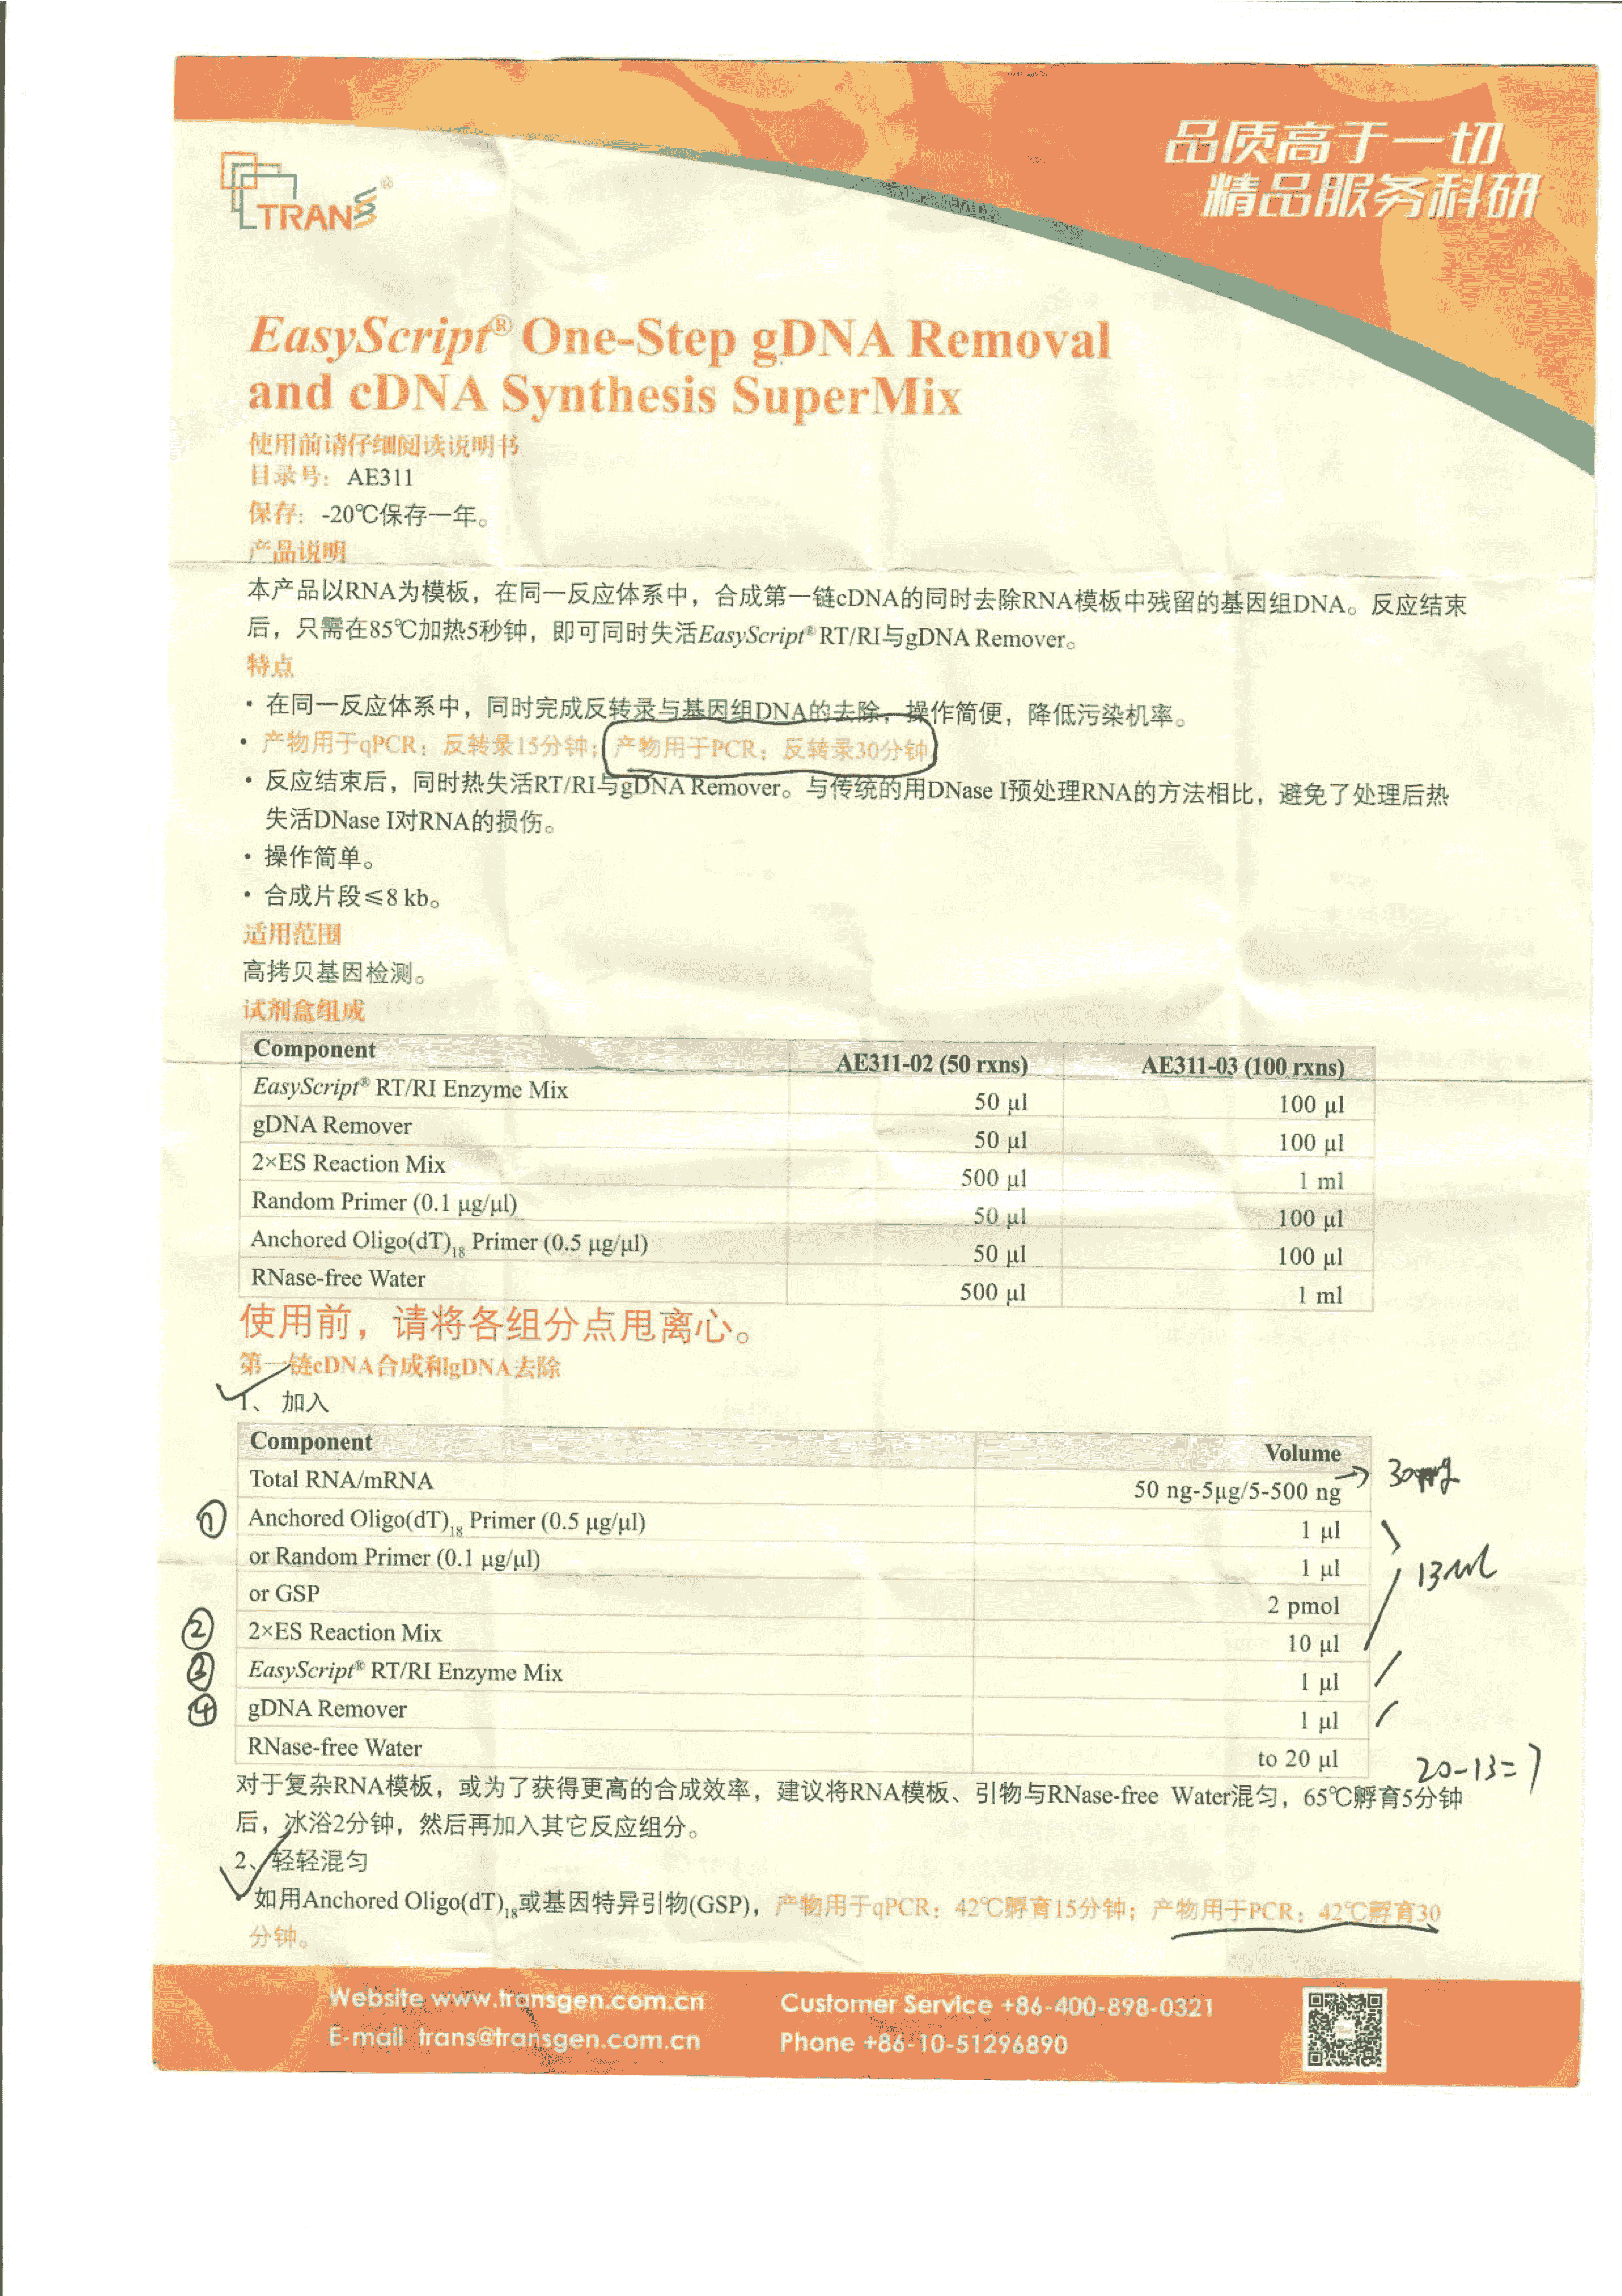 品质高于一切
精品服务科研
TRANS®
EasyScript® One-Step gDNA Removal
and cDNA Synthesis SuperMix
使用前请仔细阅读说明书
目录号： AE311
保存： -20℃保存一年。
产品说明
本产品以RNA为模板，在同一反应体系中，合成第一链cDNA的同时去除RNA模板中残留的基因组DNA。反应结束
后，只需在85℃加热5秒钟，即可同时失活EasyScript® RT/RI与gDNA Remover。
特点
· 在同一反应体系中，同时完成反转录与基因组DNA的去除，操作简便，降低污染机率。
· 产物用于qPCR：反转录15分钟；产物用于PCR：反转录30分钟
· 反应结束后，同时热失活RT/RI与gDNA Remover。与传统的用DNase I预处理RNA的方法相比，避免了处理后热
失活DNase I对RNA的损伤。
· 操作简单。
· 合成片段≤8 kb。
适用范围
高拷贝基因检测。
试剂盒组成
Component AE311-02 (50 rxns) AE311-03 (100 rxns)
EasyScript® RT/RI Enzyme Mix 50 μl 100 μl
gDNA Remover 50 μl 100 μl
2×ES Reaction Mix 500 μl 1 ml
Random Primer (0.1 μg/μl) 50 μl 100 μl
Anchored Oligo(dT)18 Primer (0.5 μg/μl) 50 μl 100 μl
RNase-free Water 500 μl 1 ml
使用前，请将各组分点甩离心。
第一链cDNA合成和gDNA去除
1、 加入
Component Volume
Total RNA/mRNA 50 ng-5μg/5-500 ng
① Anchored Oligo(dT)18 Primer (0.5 μg/μl) 1 μl
or Random Primer (0.1 μg/μl) 1 μl 13ul
or GSP 2 pmol
② 2×ES Reaction Mix 10 μl
③ EasyScript® RT/RI Enzyme Mix 1 μl
④ gDNA Remover 1 μl
RNase-free Water to 20 μl 20-13=7
对于复杂RNA模板，或为了获得更高的合成效率，建议将RNA模板、引物与RNase-free Water混匀，65℃孵育5分钟
后，冰浴2分钟，然后再加入其它反应组分。
2、轻轻混匀
如用Anchored Oligo(dT)18或基因特异引物(GSP)，产物用于qPCR：42℃孵育15分钟；产物用于PCR：42℃孵育30
分钟。
Website www.transgen.com.cn Customer Service +86-400-898-0321
E-mail trans@transgen.com.cn Phone +86-10-51296890